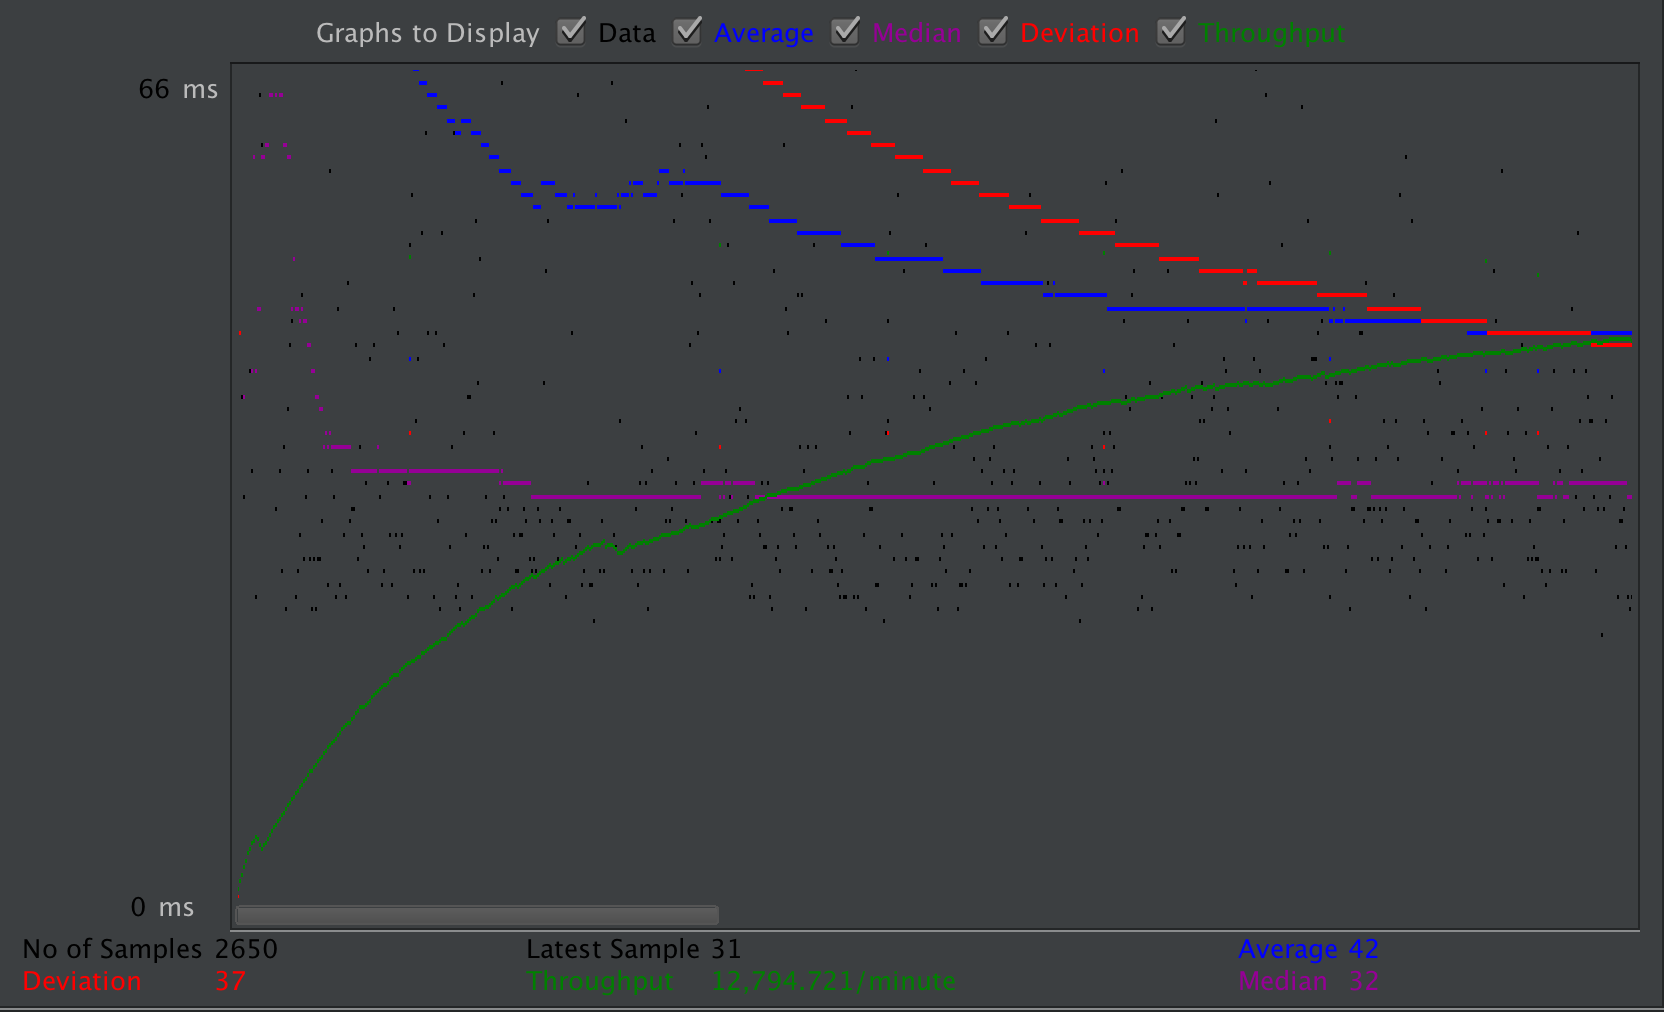 Graphs to Display Data Average Median Deviation Throughput
66 ms
0 ms
No of Samples 2650 Latest Sample 31 Average 42
Deviation 37 Throughput 12,794.721/minute Median 32